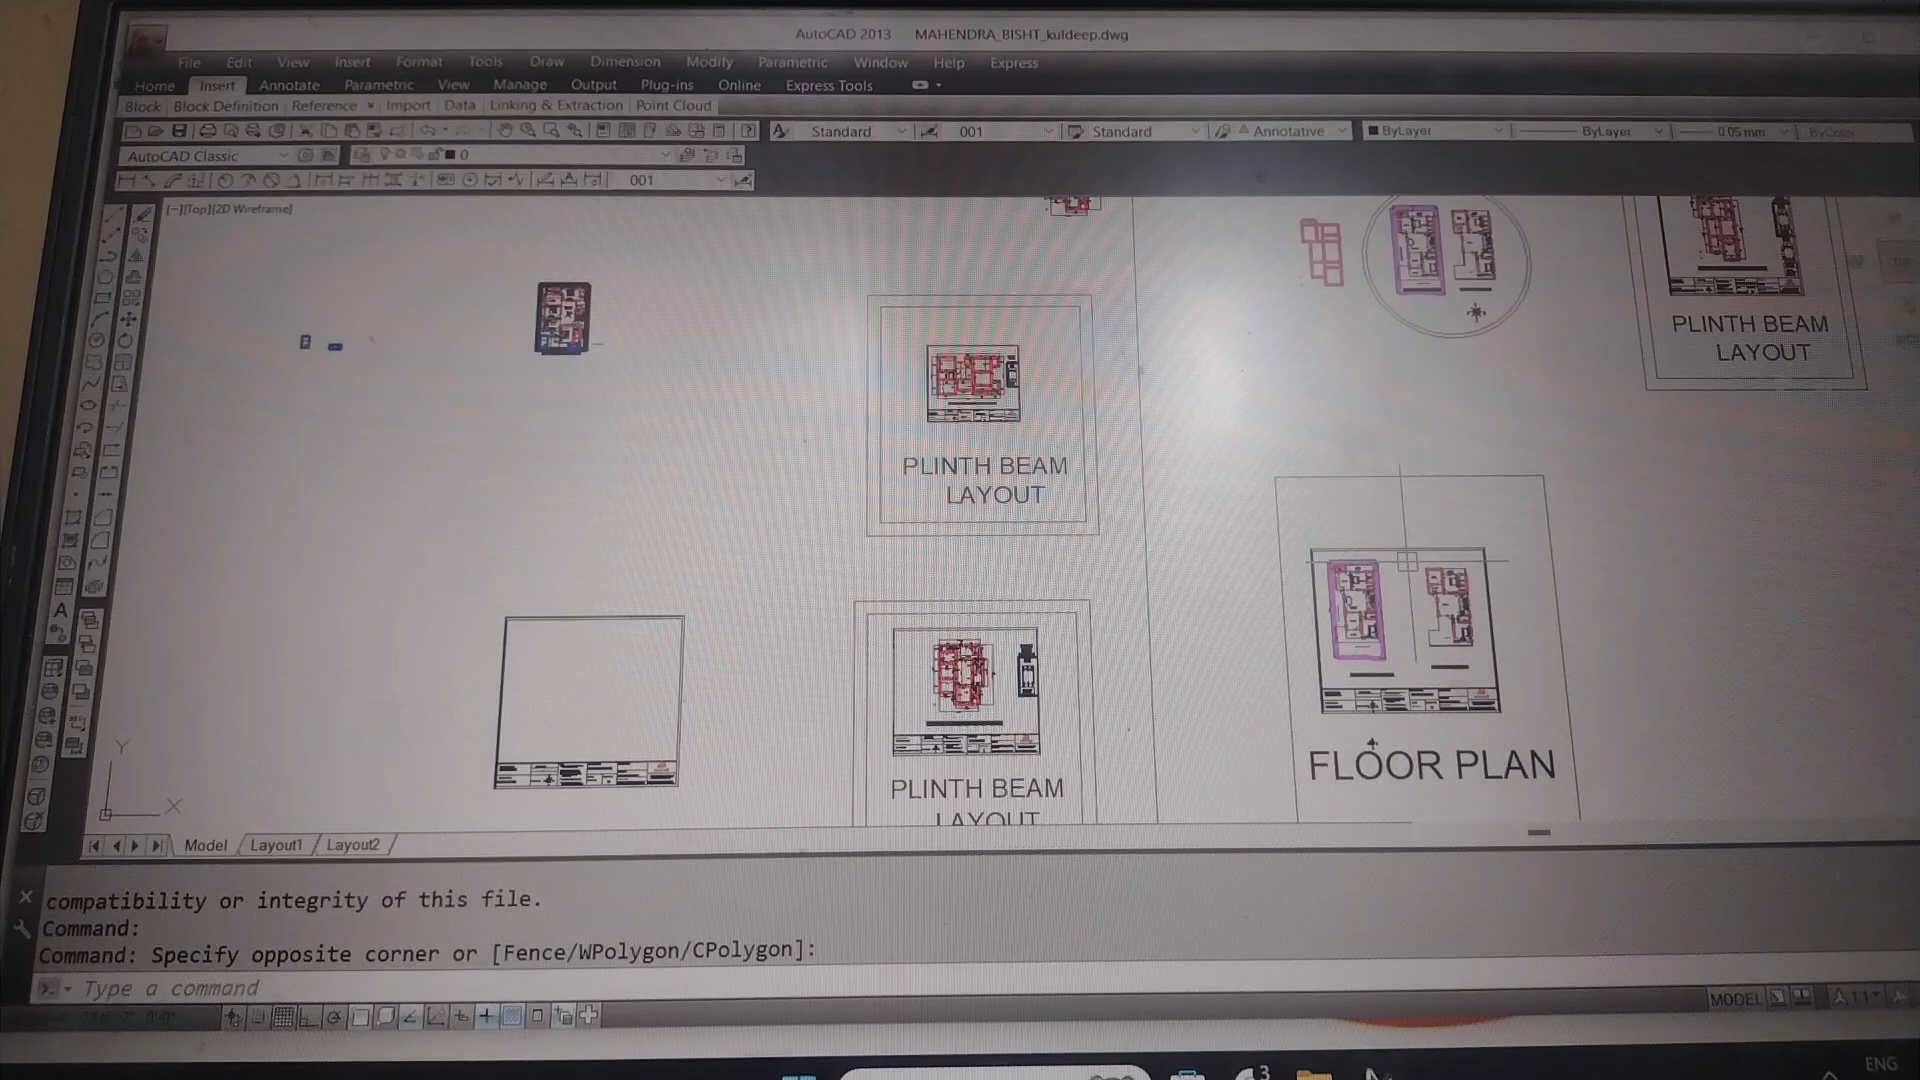 AutoCAD 2013 MAHENDRA_BISHT_kuldeep.dwg
File Edit View Insert Format Tools Draw Dimension Modify Parametric Window Help Express
Home Insert Annotate Parametric View Manage Output Plug-ins Online Express Tools
Block Block Definition Reference Import Data Linking & Extraction Point Cloud
Standard 001 Standard Annotative ByLayer ByLayer 0.05 mm ByColor
AutoCAD Classic 0
001
[−][Top][2D Wireframe]
TOP
PLINTH BEAM
LAYOUT
PLINTH BEAM
LAYOUT
PLINTH BEAM
LAYOUT
FLOOR PLAN
A
Y
X
Model Layout1 Layout2
compatibility or integrity of this file.
Command:
Command: Specify opposite corner or [Fence/WPolygon/CPolygon]:
Type a command
MODEL
3
ENG